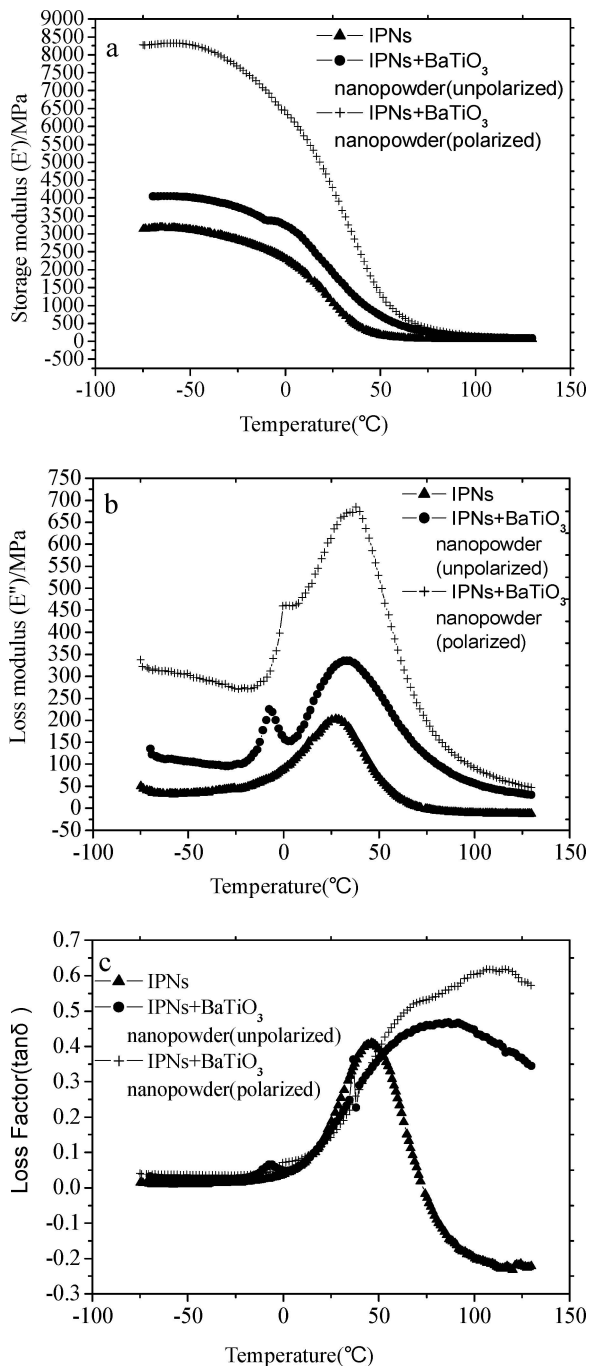 a
IPNs
IPNs+BaTiO3
nanopowder(unpolarized)
IPNs+BaTiO3
nanopowder(polarized)
9000
8500
8000
7500
7000
6500
6000
5500
5000
4500
4000
3500
3000
2500
2000
1500
1000
500
0
-500
Storage modulus (E')/MPa
-100 -50 0 50 100 150
Temperature(℃)
b
IPNs
IPNs+BaTiO3
nanopowder
(unpolarized)
IPNs+BaTiO3
nanopowder
(polarized)
750
700
650
600
550
500
450
400
350
300
250
200
150
100
50
0
-50
Loss modulus (E")/MPa
-100 -50 0 50 100 150
Temperature(℃)
c
IPNs
IPNs+BaTiO3
nanopowder(unpolarized)
IPNs+BaTiO3
nanopowder(polarized)
0.7
0.6
0.5
0.4
0.3
0.2
0.1
0.0
-0.1
-0.2
-0.3
Loss Factor(tanδ)
-100 -50 0 50 100 150
Temperature(℃)